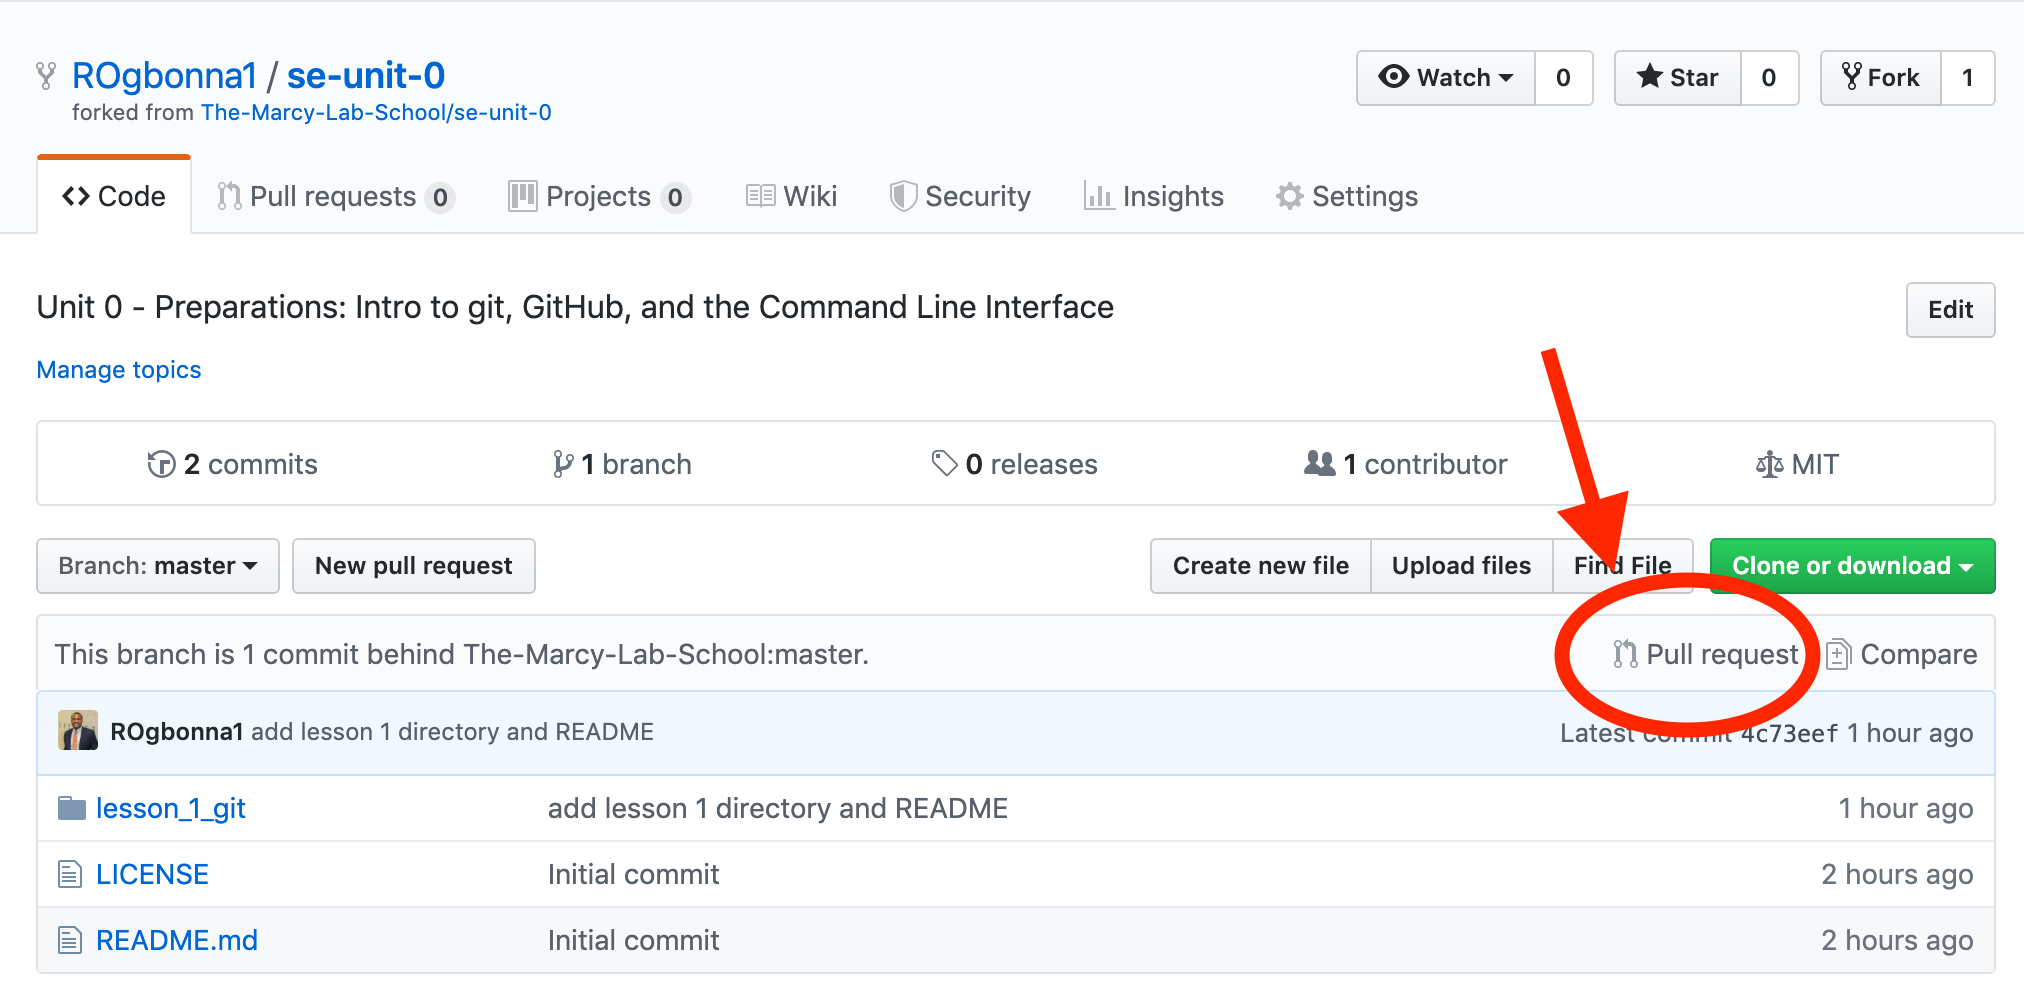 ROgbonna1 / se-unit-0
forked from The-Marcy-Lab-School/se-unit-0
Watch 0 Star 0 Fork 1
Code Pull requests 0 Projects 0 Wiki Security Insights Settings
Unit 0 - Preparations: Intro to git, GitHub, and the Command Line Interface
Edit
Manage topics
2 commits 1 branch 0 releases 1 contributor MIT
Branch: master New pull request Create new file Upload files Find File Clone or download
This branch is 1 commit behind The-Marcy-Lab-School:master. Pull request Compare
ROgbonna1 add lesson 1 directory and README Latest commit 4c73eef 1 hour ago
lesson_1_git add lesson 1 directory and README 1 hour ago
LICENSE Initial commit 2 hours ago
README.md Initial commit 2 hours ago